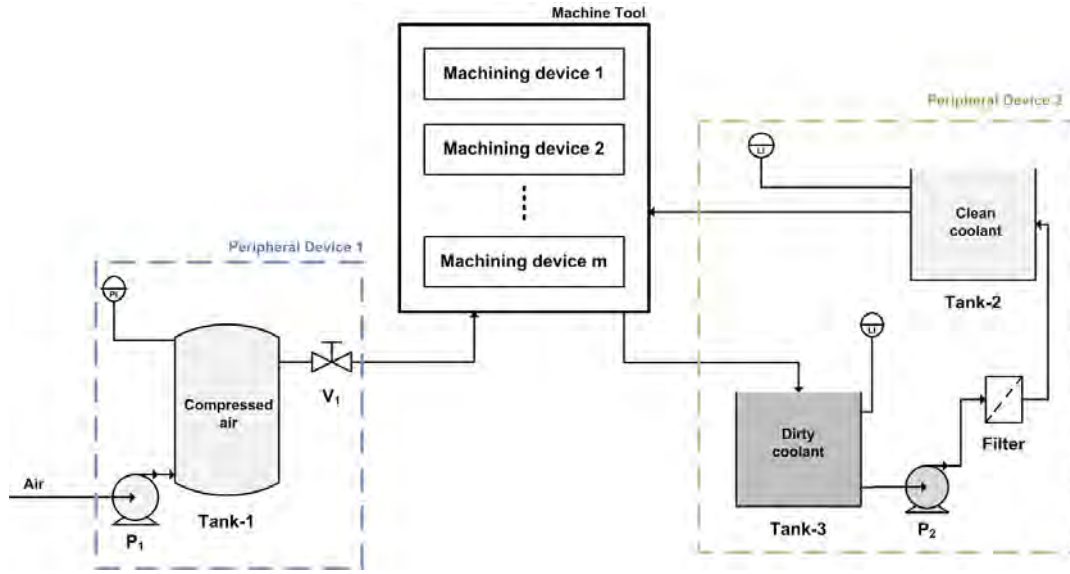 Machine Tool
Machining device 1
Machining device 2
Machining device m
Peripheral Device 1
PI
Compressed
air
V1
Air
P1
Tank-1
Peripheral Device 2
LI
Clean
coolant
Tank-2
LI
Dirty
coolant
Filter
Tank-3
P2